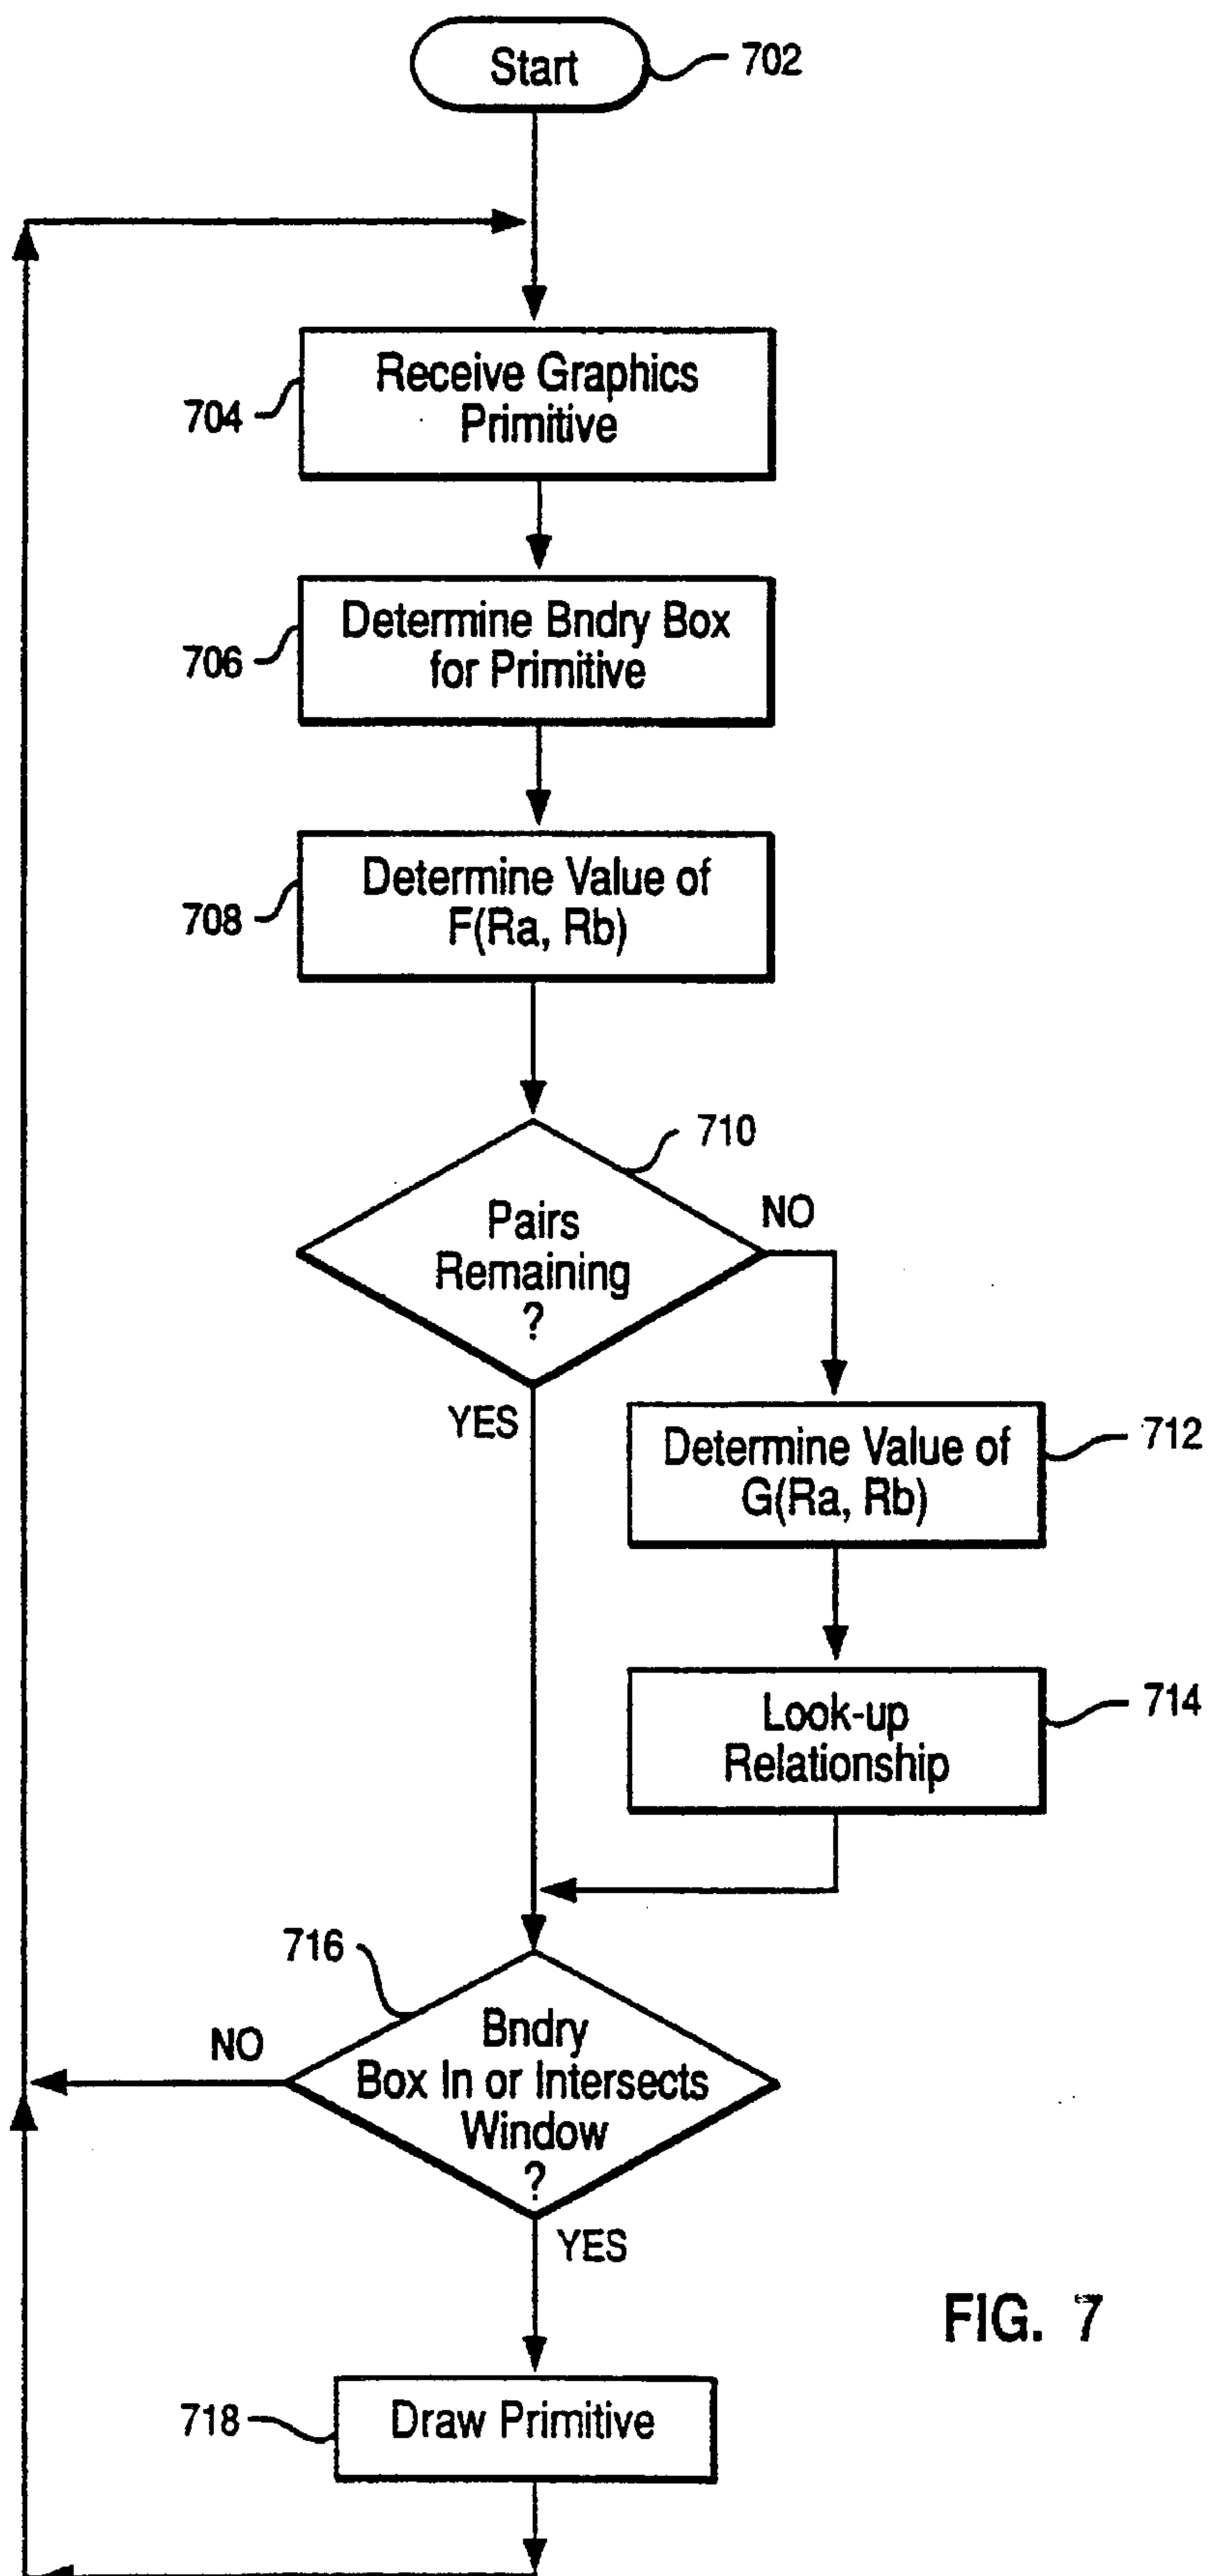 Start
702
Receive Graphics
Primitive
704
Determine Bndry Box
for Primitive
706
Determine Value of
F(Ra, Rb)
708
710
Pairs
Remaining
?
NO
YES
Determine Value of
G(Ra, Rb)
712
Look-up
Relationship
714
716
Bndry
Box In or Intersects
Window
?
NO
YES
FIG. 7
Draw Primitive
718